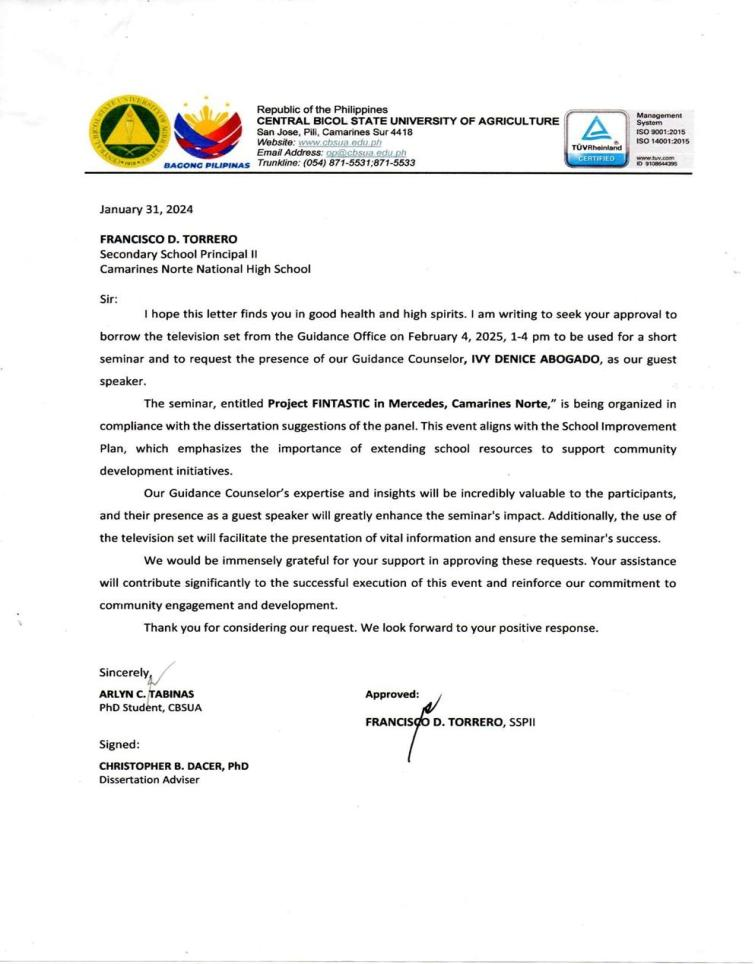 Republic of the Philippines
CENTRAL BICOL STATE UNIVERSITY OF AGRICULTURE
San Jose, Pili, Camarines Sur 4418
Website: www.cbsua.edu.ph
Email Address: op@cbsua.edu.ph
Trunkline: (054) 871-5531;871-5533
BAGONG PILIPINAS
TÜVRheinland
CERTIFIED
Management
System
ISO 9001:2015
ISO 14001:2015
www.tuv.com
ID 9108644395
January 31, 2024
FRANCISCO D. TORRERO
Secondary School Principal II
Camarines Norte National High School
Sir:
I hope this letter finds you in good health and high spirits. I am writing to seek your approval to
borrow the television set from the Guidance Office on February 4, 2025, 1-4 pm to be used for a short
seminar and to request the presence of our Guidance Counselor, IVY DENICE ABOGADO, as our guest
speaker.
The seminar, entitled Project FINTASTIC in Mercedes, Camarines Norte,” is being organized in
compliance with the dissertation suggestions of the panel. This event aligns with the School Improvement
Plan, which emphasizes the importance of extending school resources to support community
development initiatives.
Our Guidance Counselor’s expertise and insights will be incredibly valuable to the participants,
and their presence as a guest speaker will greatly enhance the seminar's impact. Additionally, the use of
the television set will facilitate the presentation of vital information and ensure the seminar's success.
We would be immensely grateful for your support in approving these requests. Your assistance
will contribute significantly to the successful execution of this event and reinforce our commitment to
community engagement and development.
Thank you for considering our request. We look forward to your positive response.
Sincerely,
ARLYN C. TABINAS
PhD Student, CBSUA
Approved:
FRANCISCO D. TORRERO, SSPII
Signed:
CHRISTOPHER B. DACER, PhD
Dissertation Adviser